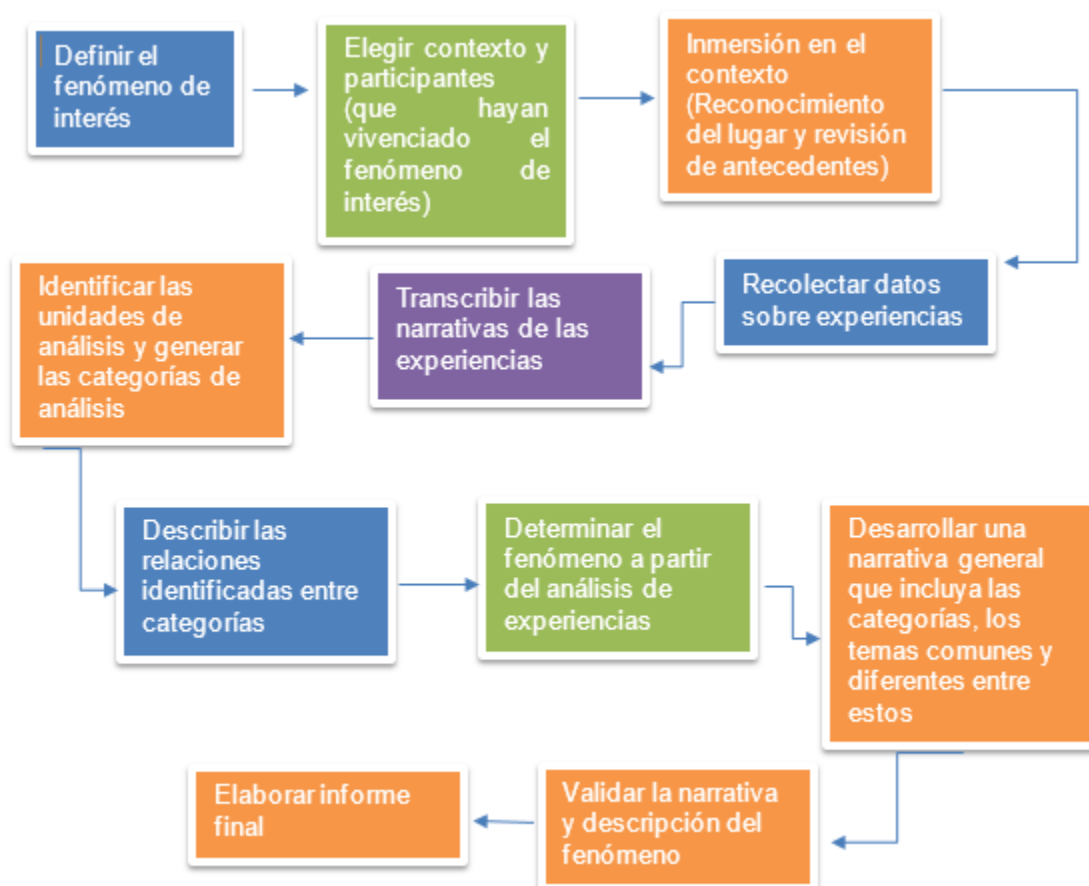 Definir el
fenómeno de
interés
Elegir contexto y
participantes
(que hayan
vivenciado el
fenómeno de
interés)
Inmersión en el
contexto
(Reconocimiento
del lugar y revisión
de antecedentes)
Recolectar datos
sobre experiencias
Transcribir las
narrativas de las
experiencias
Identificar las
unidades de
análisis y generar
las categorías de
análisis
Describir las
relaciones
identificadas entre
categorías
Determinar el
fenómeno a partir
del análisis de
experiencias
Desarrollar una
narrativa general
que incluya las
categorías, los
temas comunes y
diferentes entre
estos
Validar la narrativa
y descripción del
fenómeno
Elaborar informe
final